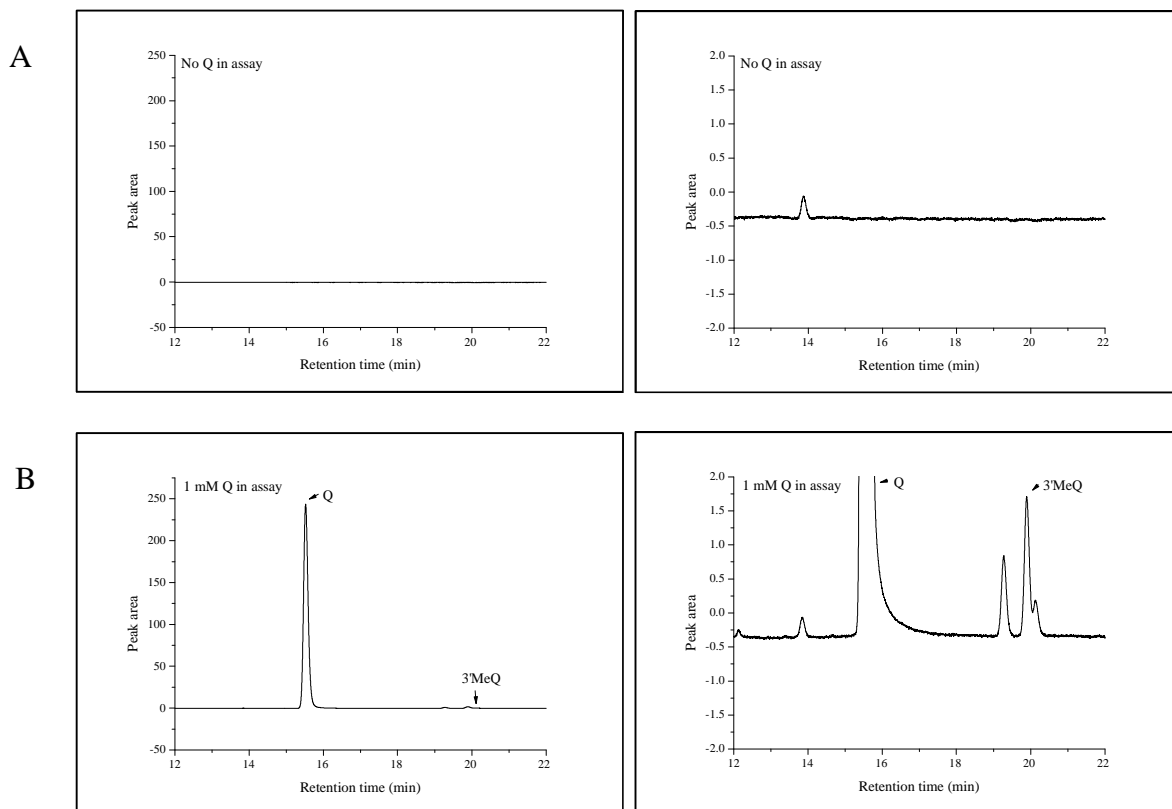 A
No Q in assay
250
200
150
100
50
0
-50
Peak area
12 14 16 18 20 22
Retention time (min)
No Q in assay
2.0
1.5
1.0
0.5
0.0
-0.5
-1.0
-1.5
-2.0
Peak area
12 14 16 18 20 22
Retention time (min)
B
1 mM Q in assay
Q
3'MeQ
250
200
150
100
50
0
-50
Peak area
12 14 16 18 20 22
Retention time (min)
1 mM Q in assay
Q
3'MeQ
2.0
1.5
1.0
0.5
0.0
-0.5
-1.0
-1.5
-2.0
Peak area
12 14 16 18 20 22
Retention time (min)